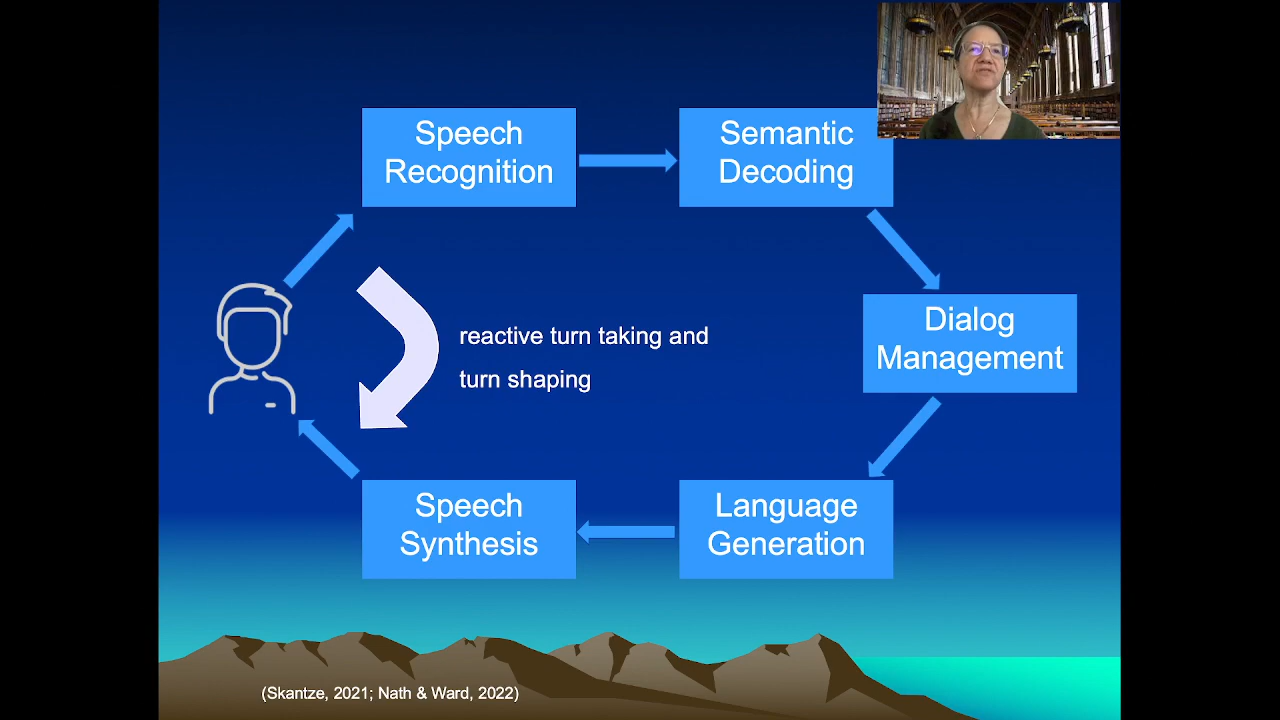 Speech
Recognition
Semantic
Decoding
reactive turn taking and
turn shaping
Dialog
Management
Speech
Synthesis
Language
Generation
(Skantze, 2021; Nath & Ward, 2022)